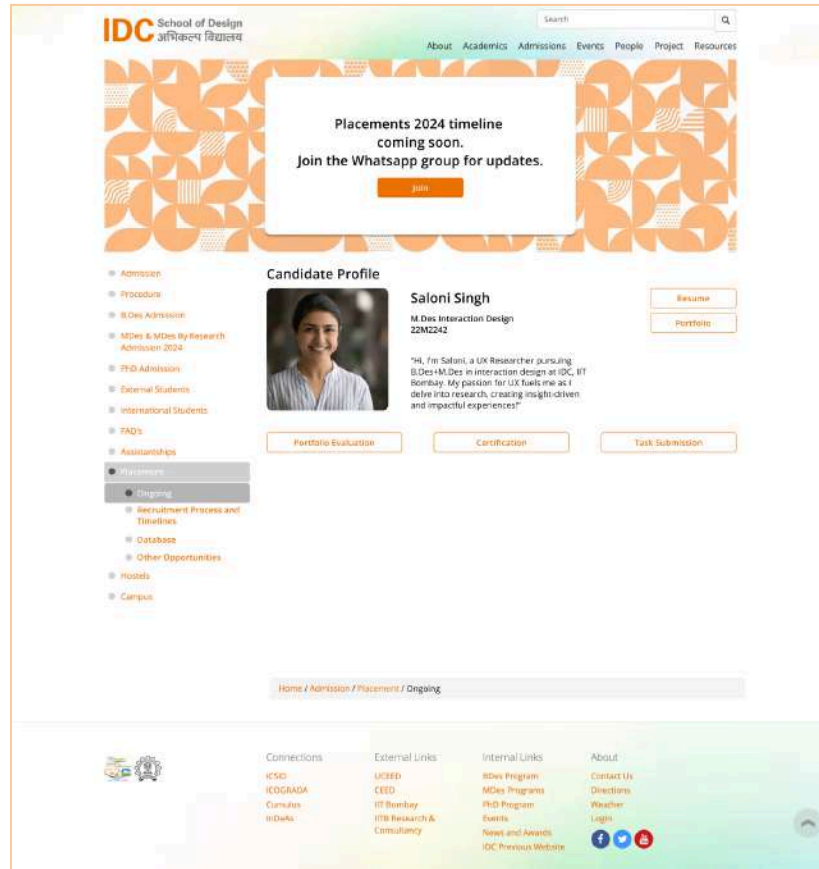 IDC School of Design
अभिकल्प विद्यालय
Search
About Academics Admissions Events People Project Resources
Placements 2024 timeline
coming soon.
Join the Whatsapp group for updates.
Join
Admission
Procedure
B.Des Admission
MDes & MDes By Research
Admission 2024
PhD Admission
External Students
International Students
FAQ's
Assistantships
Placement
Ongoing
Recruitment Process and
Timelines
Database
Other Opportunities
Hostels
Campus
Candidate Profile
Saloni Singh
M.Des Interaction Design
22M2242
"Hi, I'm Saloni, a UX Researcher pursuing
B.Des+M.Des in interaction design at IDC, IIT
Bombay. My passion for UX fuels me as I
delve into research, creating insight-driven
and impactful experiences!"
Resume
Portfolio
Portfolio Evaluation
Certification
Task Submission
Home / Admission / Placement / Ongoing
Connections
ICSID
ICOGRADA
Cumulus
InDeAs
External Links
UCEED
CEED
IIT Bombay
IITB Research &
Consultancy
Internal Links
BDes Program
MDes Programs
PhD Program
Events
News and Awards
IDC Previous Website
About
Contact Us
Directions
Weather
Login